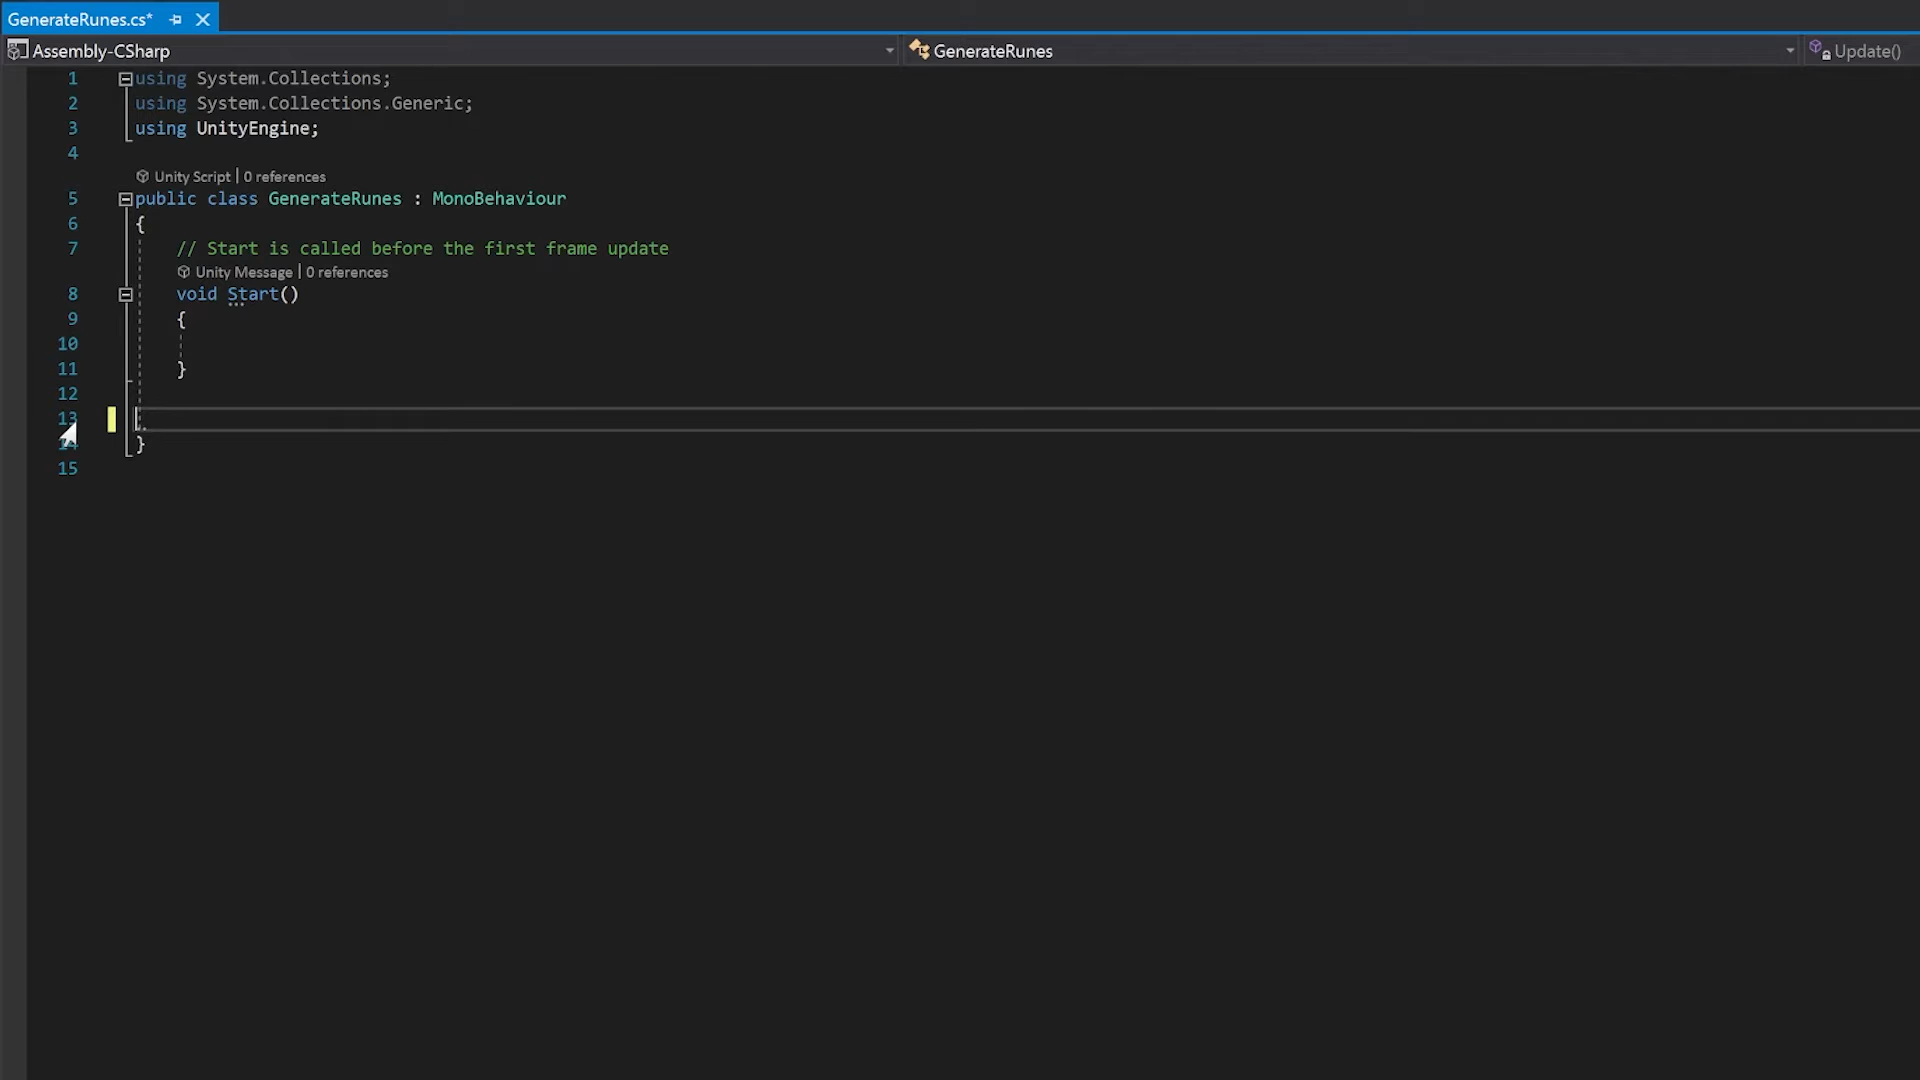 GenerateRunes.cs*
Assembly-CSharp GenerateRunes Update()
1 using System.Collections;
2 using System.Collections.Generic;
3 using UnityEngine;
4
Unity Script | 0 references
5 public class GenerateRunes : MonoBehaviour
6 {
7 // Start is called before the first frame update
Unity Message | 0 references
8 void Start()
9 {
10
11 }
12
13
14 }
15